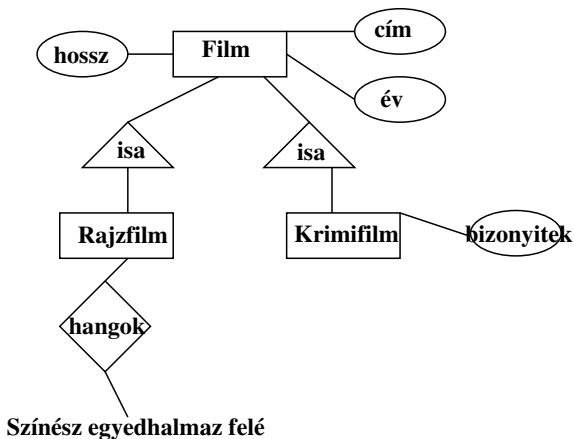 cím
hossz
Film
év
isa
isa
Rajzfilm
Krimifilm
bizonyitek
hangok
Színész egyedhalmaz felé